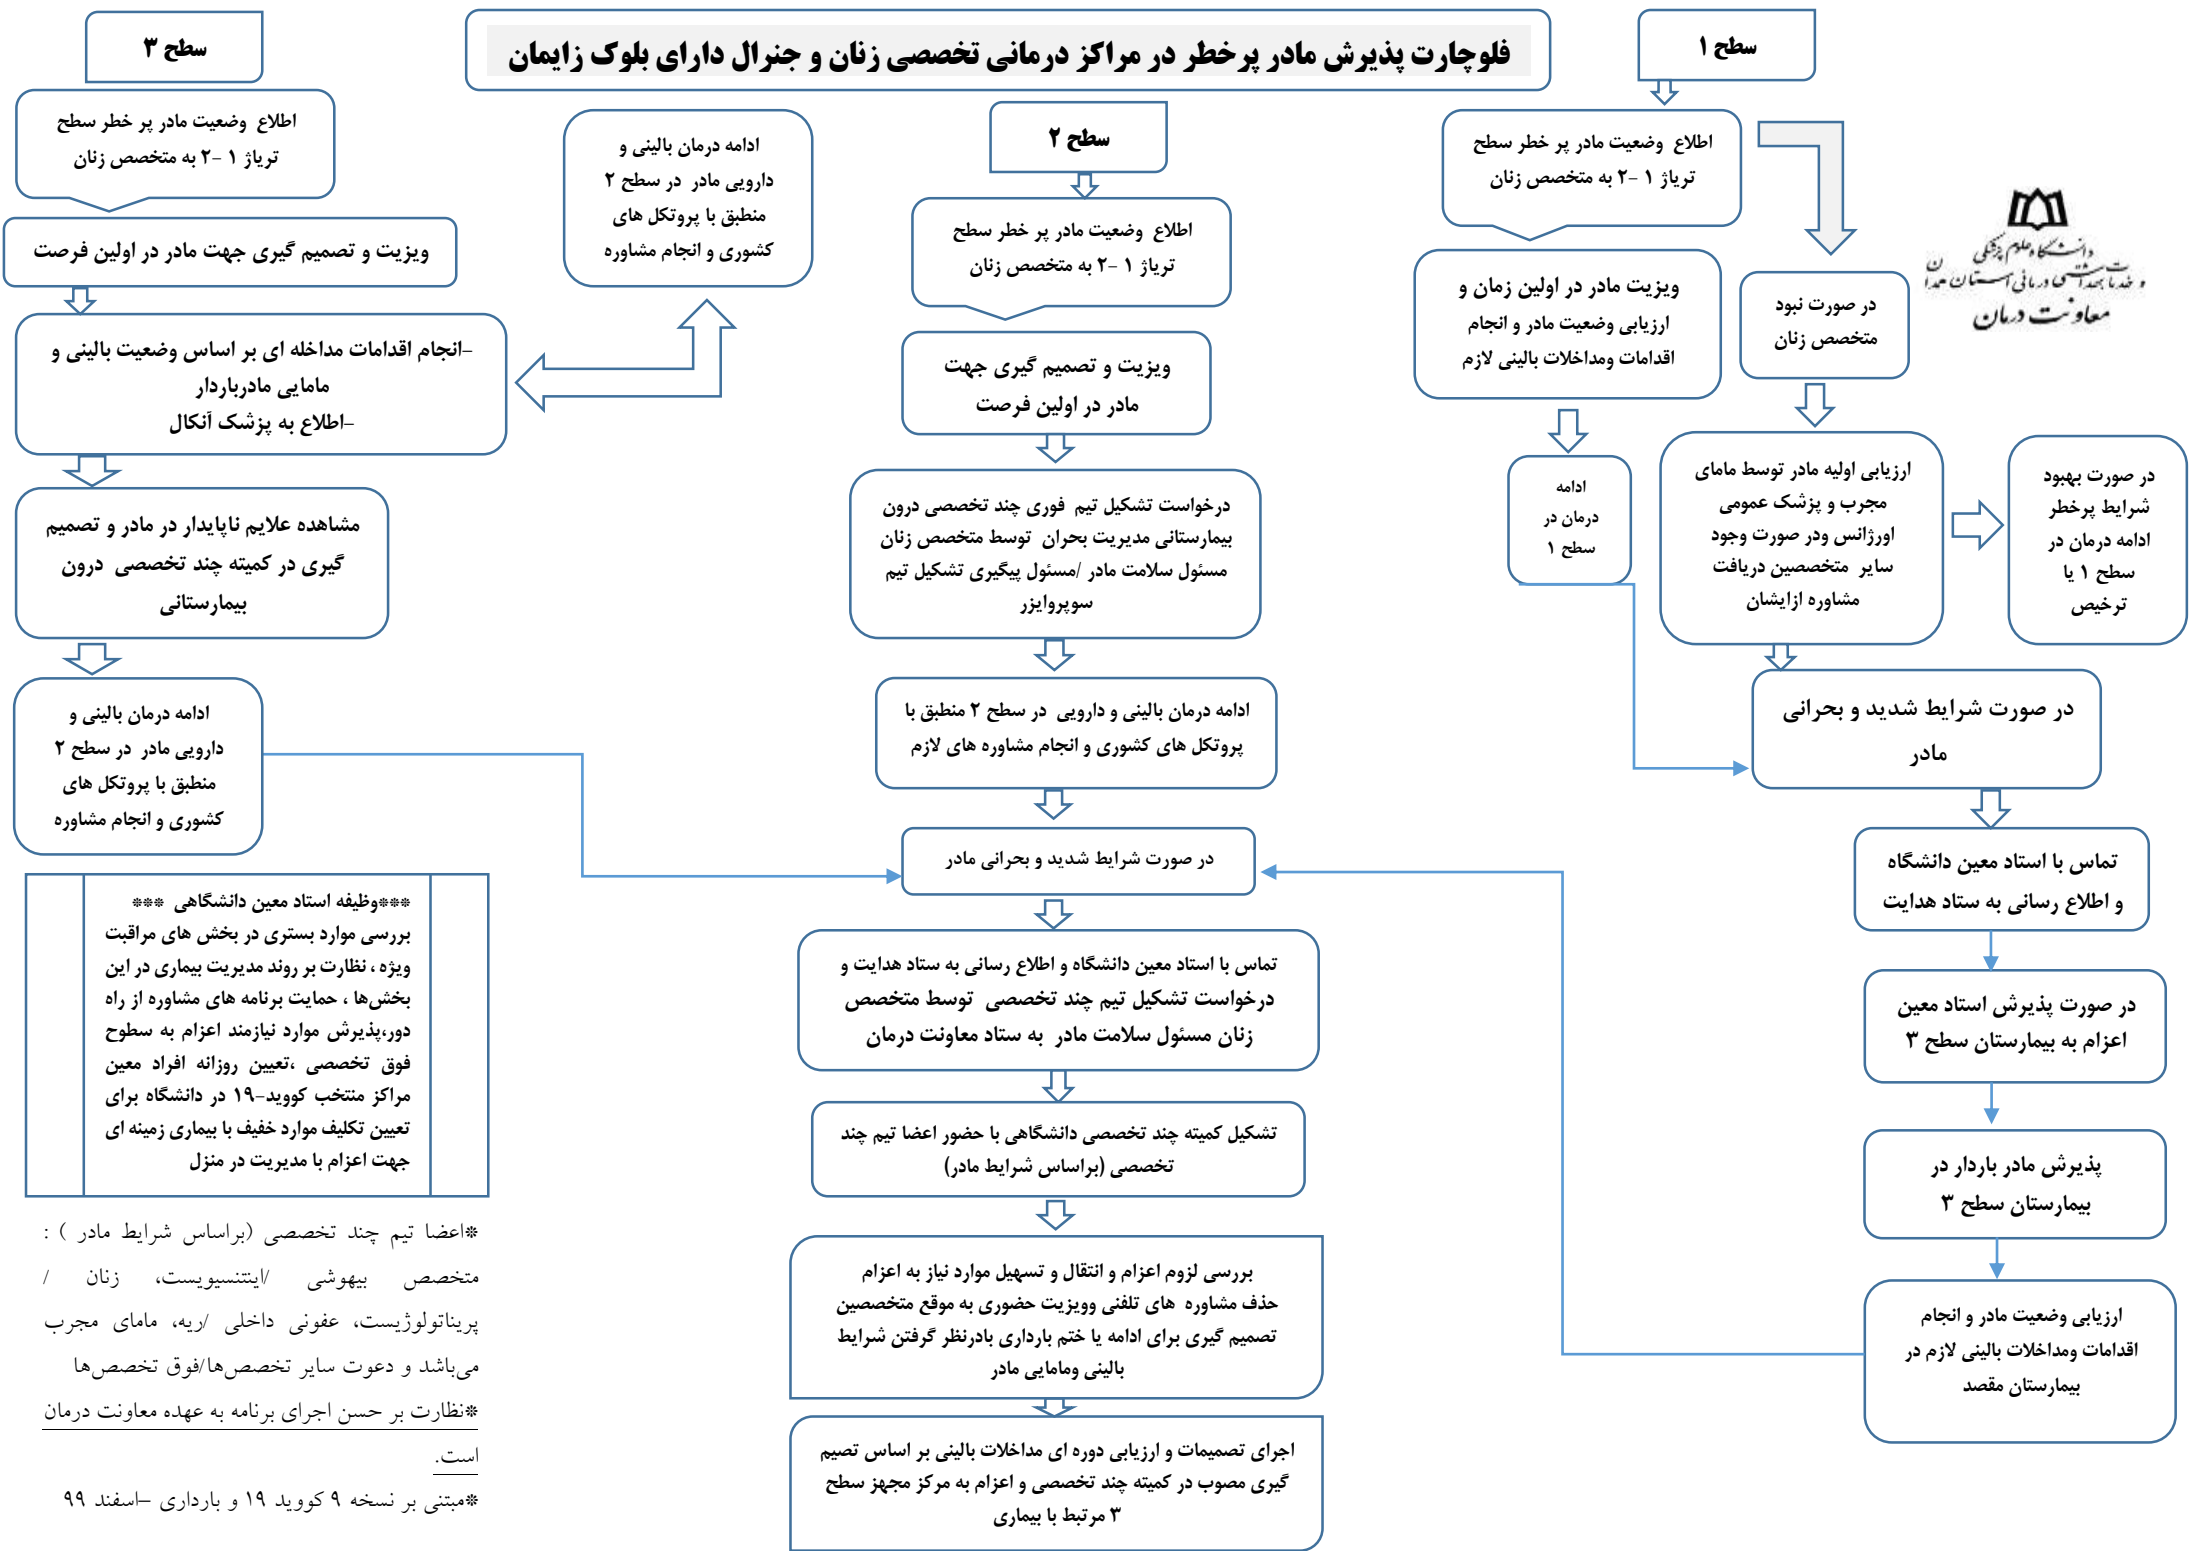 فلوچارت پذیرش مادر پرخطر در مراکز درمانی تخصصی زنان و جنرال دارای بلوک زایمان
سطح ۱
اطلاع وضعیت مادر پر خطر سطح
تریاژ ۱ -۲ به متخصص زنان
ویزیت مادر در اولین زمان و
ارزیابی وضعیت مادر و انجام
اقدامات ومداخلات بالینی لازم
ادامه
درمان در
سطح ۱
در صورت نبود
متخصص زنان
ارزیابی اولیه مادر توسط مامای
مجرب و پزشک عمومی
اورژانس ودر صورت وجود
سایر متخصصین دریافت
مشاوره ازایشان
در صورت بهبود
شرایط پرخطر
ادامه درمان در
سطح ۱ یا
ترخیص
در صورت شرایط شدید و بحرانی
مادر
تماس با استاد معین دانشگاه
و اطلاع رسانی به ستاد هدایت
در صورت پذیرش استاد معین
اعزام به بیمارستان سطح ۳
پذیرش مادر باردار در
بیمارستان سطح ۳
ارزیابی وضعیت مادر و انجام
اقدامات ومداخلات بالینی لازم در
بیمارستان مقصد
دانشگاه علوم پزشکی
و خدمات بهداشتی درمانی استان همدان
معاونت درمان
سطح ۲
اطلاع وضعیت مادر پر خطر سطح
تریاژ ۱ -۲ به متخصص زنان
ویزیت و تصمیم گیری جهت
مادر در اولین فرصت
درخواست تشکیل تیم فوری چند تخصصی درون
بیمارستانی مدیریت بحران توسط متخصص زنان
مسئول سلامت مادر /مسئول پیگیری تشکیل تیم
سوپروایزر
ادامه درمان بالینی و دارویی در سطح ۲ منطبق با
پروتکل های کشوری و انجام مشاوره های لازم
در صورت شرایط شدید و بحرانی مادر
تماس با استاد معین دانشگاه و اطلاع رسانی به ستاد هدایت و
درخواست تشکیل تیم چند تخصصی توسط متخصص
زنان مسئول سلامت مادر به ستاد معاونت درمان
تشکیل کمیته چند تخصصی دانشگاهی با حضور اعضا تیم چند
تخصصی (براساس شرایط مادر)
بررسی لزوم اعزام و انتقال و تسهیل موارد نیاز به اعزام
حذف مشاوره های تلفنی وویزیت حضوری به موقع متخصصین
تصمیم گیری برای ادامه یا ختم بارداری بادرنظر گرفتن شرایط
بالینی ومامایی مادر
اجرای تصمیمات و ارزیابی دوره ای مداخلات بالینی بر اساس تصیم
گیری مصوب در کمیته چند تخصصی و اعزام به مرکز مجهز سطح
۳ مرتبط با بیماری
ادامه درمان بالینی و
دارویی مادر در سطح ۲
منطبق با پروتکل های
کشوری و انجام مشاوره
سطح ۳
اطلاع وضعیت مادر پر خطر سطح
تریاژ ۱ -۲ به متخصص زنان
ویزیت و تصمیم گیری جهت مادر در اولین فرصت
-انجام اقدامات مداخله ای بر اساس وضعیت بالینی و
مامایی مادرباردار
-اطلاع به پزشک آنکال
مشاهده علایم ناپایدار در مادر و تصمیم
گیری در کمیته چند تخصصی درون
بیمارستانی
ادامه درمان بالینی و
دارویی مادر در سطح ۲
منطبق با پروتکل های
کشوری و انجام مشاوره
***وظیفه استاد معین دانشگاهی ***
بررسی موارد بستری در بخش های مراقبت
ویژه ، نظارت بر روند مدیریت بیماری در این
بخش‌ها ، حمایت برنامه های مشاوره از راه
دور،پذیرش موارد نیازمند اعزام به سطوح
فوق تخصصی ،تعیین روزانه افراد معین
مراکز منتخب کووید-۱۹ در دانشگاه برای
تعیین تکلیف موارد خفیف با بیماری زمینه ای
جهت اعزام با مدیریت در منزل
*اعضا تیم چند تخصصی (براساس شرایط مادر ) :
متخصص بیهوشی /اینتنسیویست، زنان /
پریناتولوژیست، عفونی داخلی /ریه، مامای مجرب
می‌باشد و دعوت سایر تخصص‌ها/فوق تخصص‌ها
*نظارت بر حسن اجرای برنامه به عهده معاونت درمان
است.
*مبتنی بر نسخه ۹ کووید ۱۹ و بارداری –اسفند ۹۹